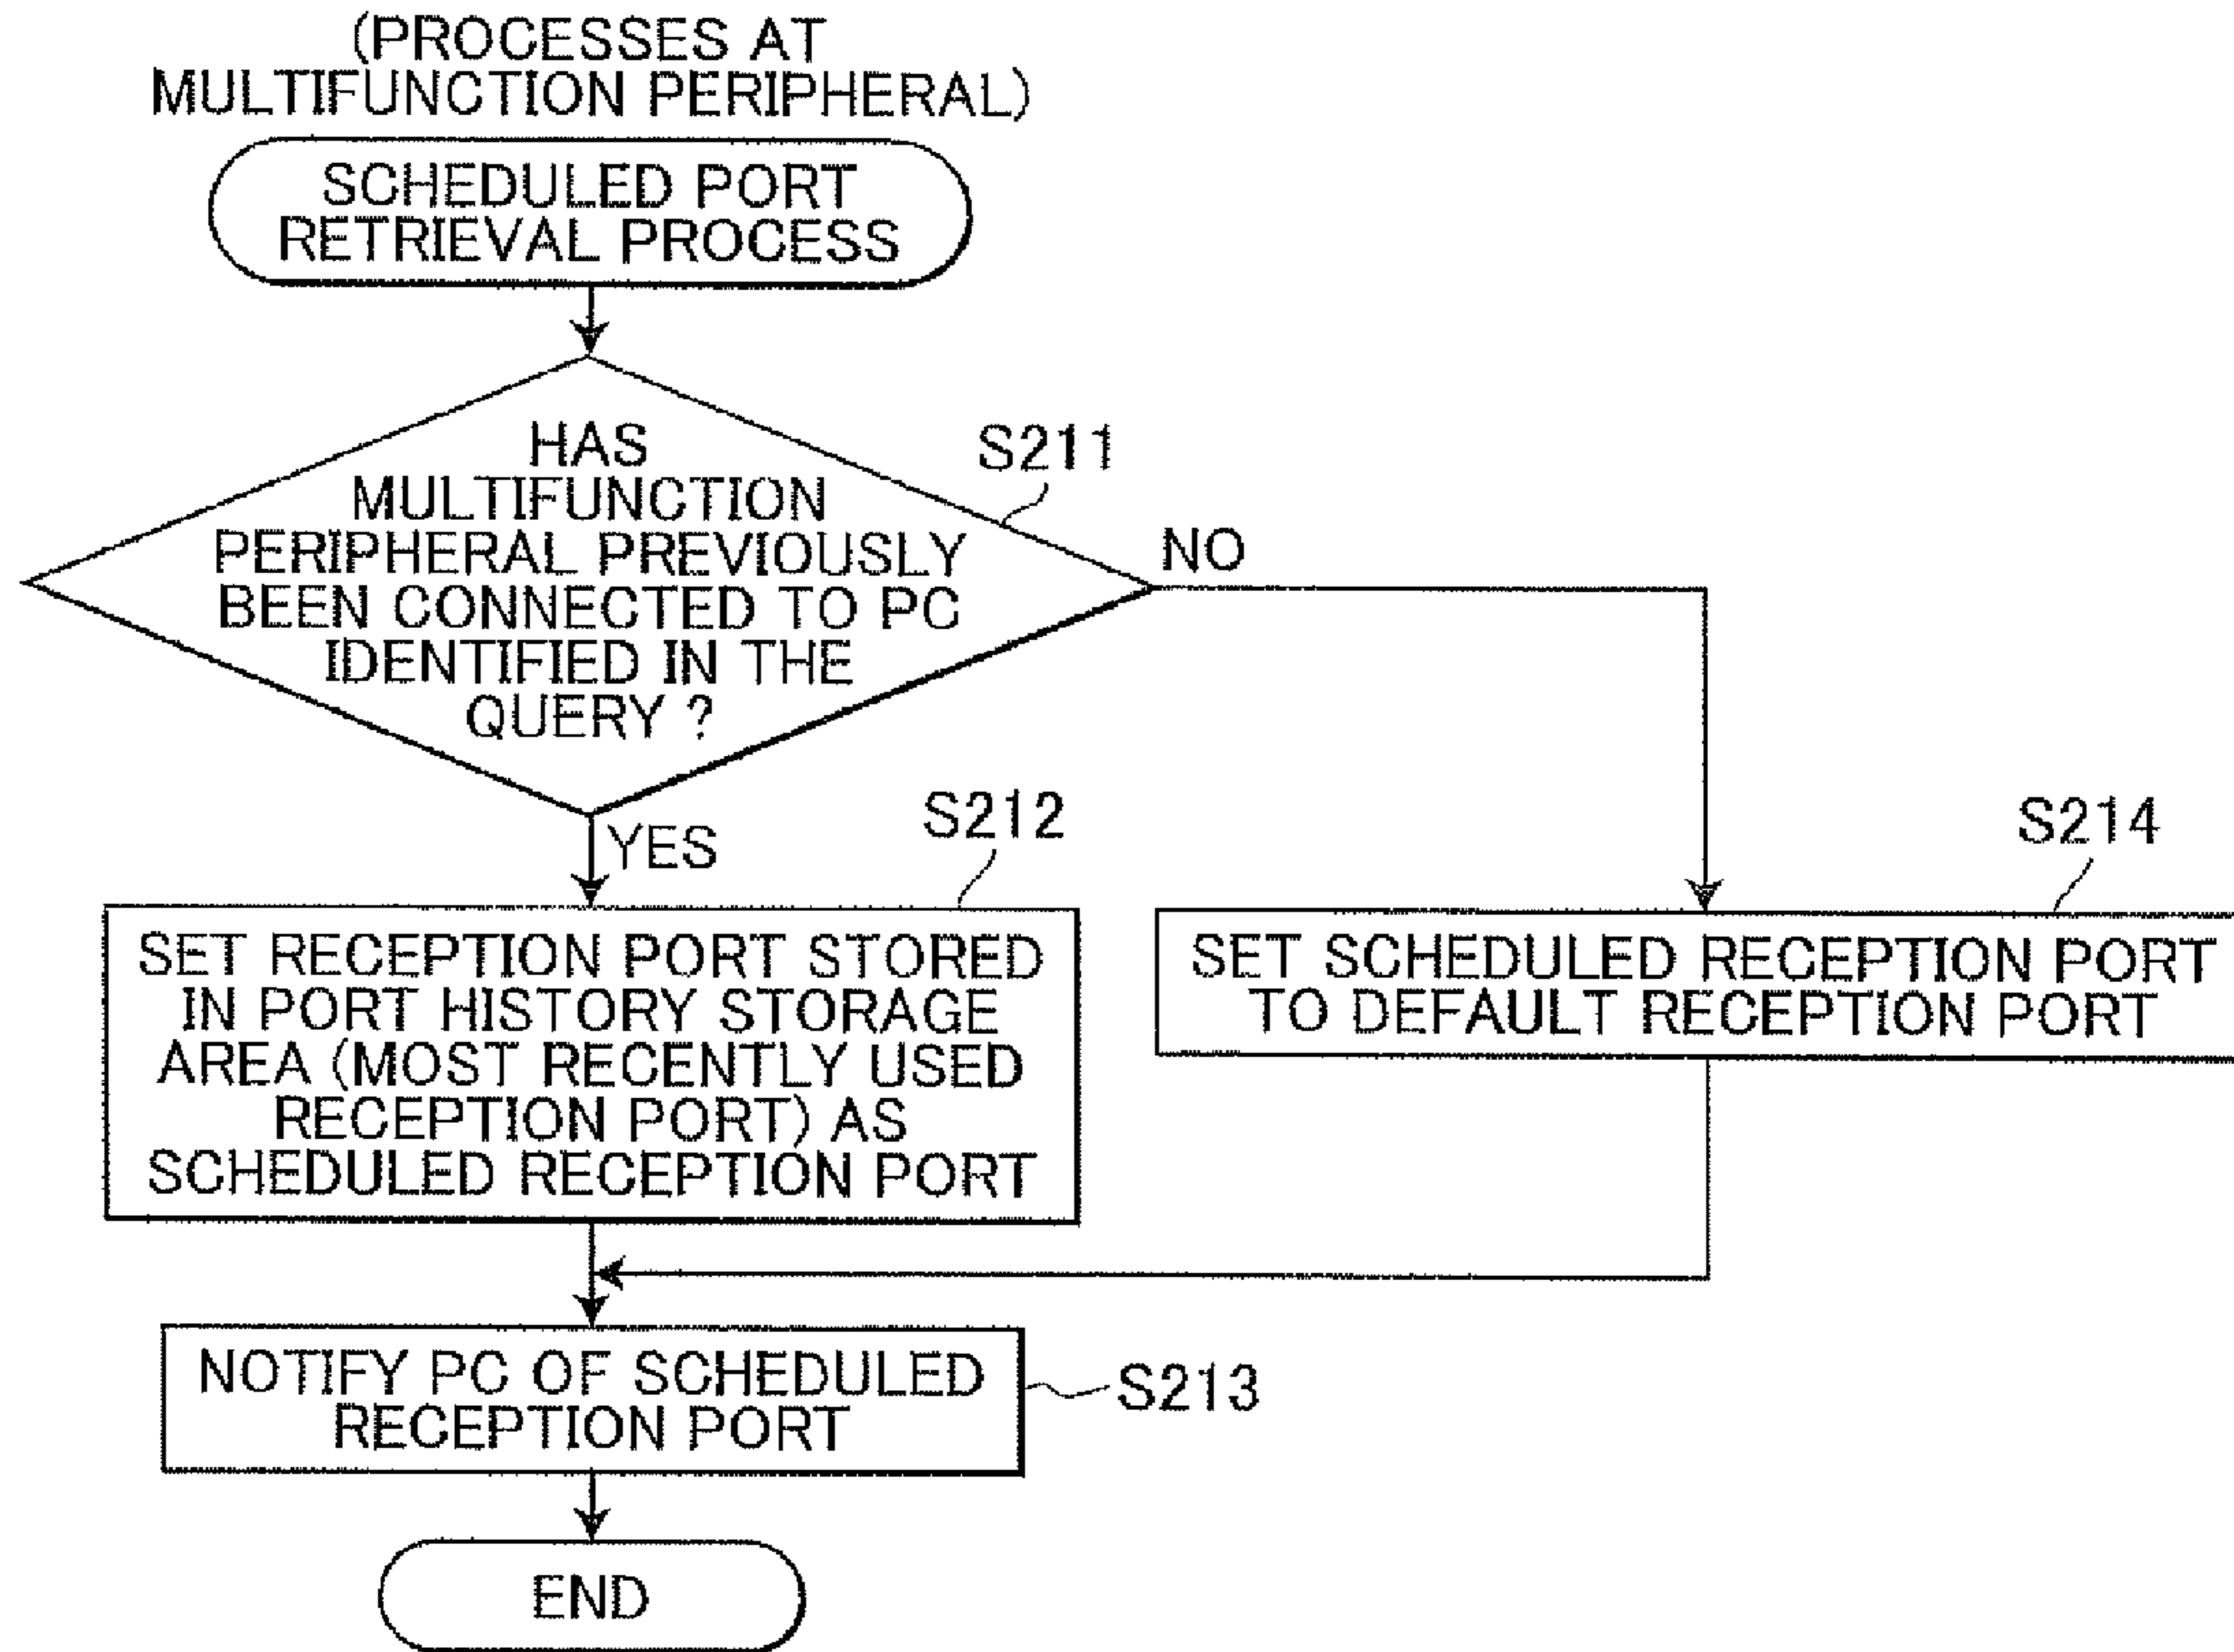 (PROCESSES AT
MULTIFUNCTION PERIPHERAL)
SCHEDULED PORT
RETRIEVAL PROCESS
HAS
MULTIFUNCTION
PERIPHERAL PREVIOUSLY
BEEN CONNECTED TO PC
IDENTIFIED IN THE
QUERY ?
S211
NO
YES
S212
SET RECEPTION PORT STORED
IN PORT HISTORY STORAGE
AREA (MOST RECENTLY USED
RECEPTION PORT) AS
SCHEDULED RECEPTION PORT
S214
SET SCHEDULED RECEPTION PORT
TO DEFAULT RECEPTION PORT
NOTIFY PC OF SCHEDULED
RECEPTION PORT
S213
END